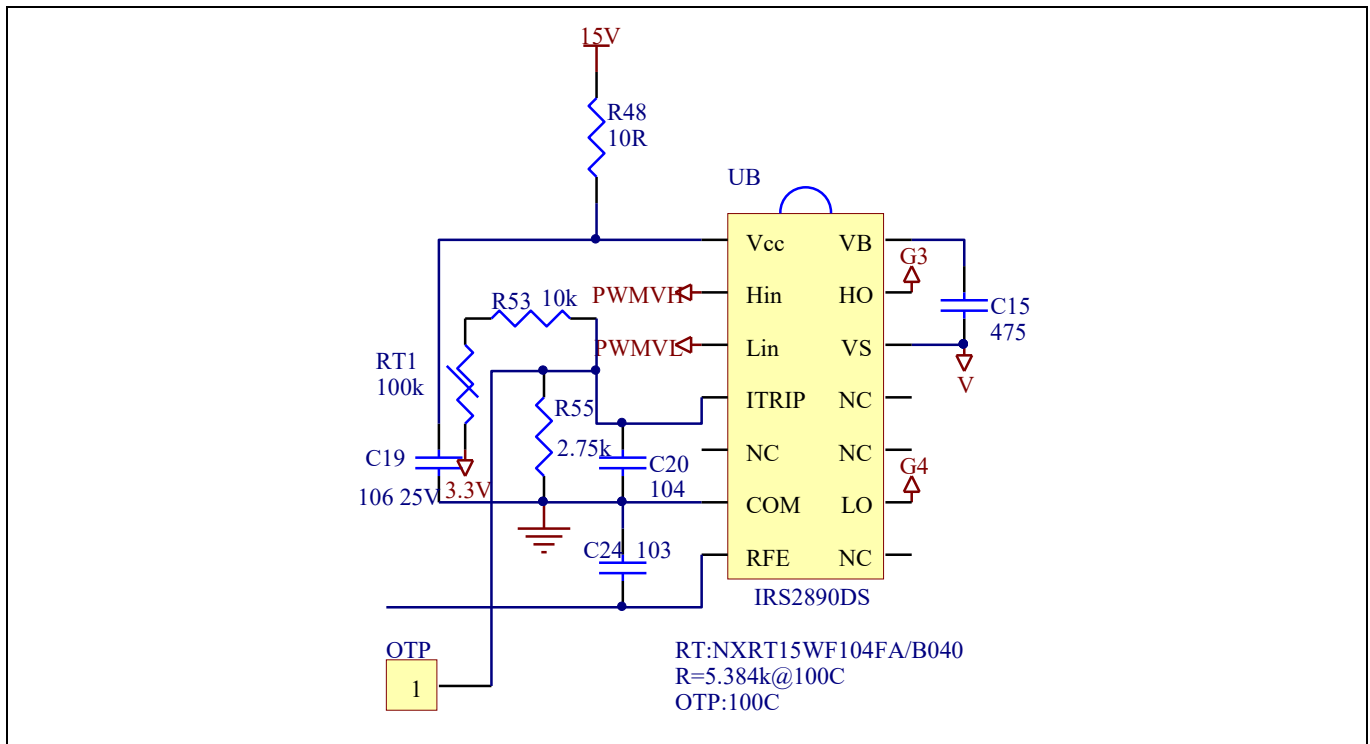 15V
R48
10R
UB
Vcc
VB
G3
PWMVH
Hin
HO
R53 10k
C15
475
PWMVL
Lin
VS
RT1
100k
V
ITRIP
NC
R55
2.75k
NC
NC
C19
C20
G4
106 25V
3.3V
104
COM
LO
C24 103
RFE
NC
IRS2890DS
OTP
1
RT:NXRT15WF104FA/B040
R=5.384k@100C
OTP:100C